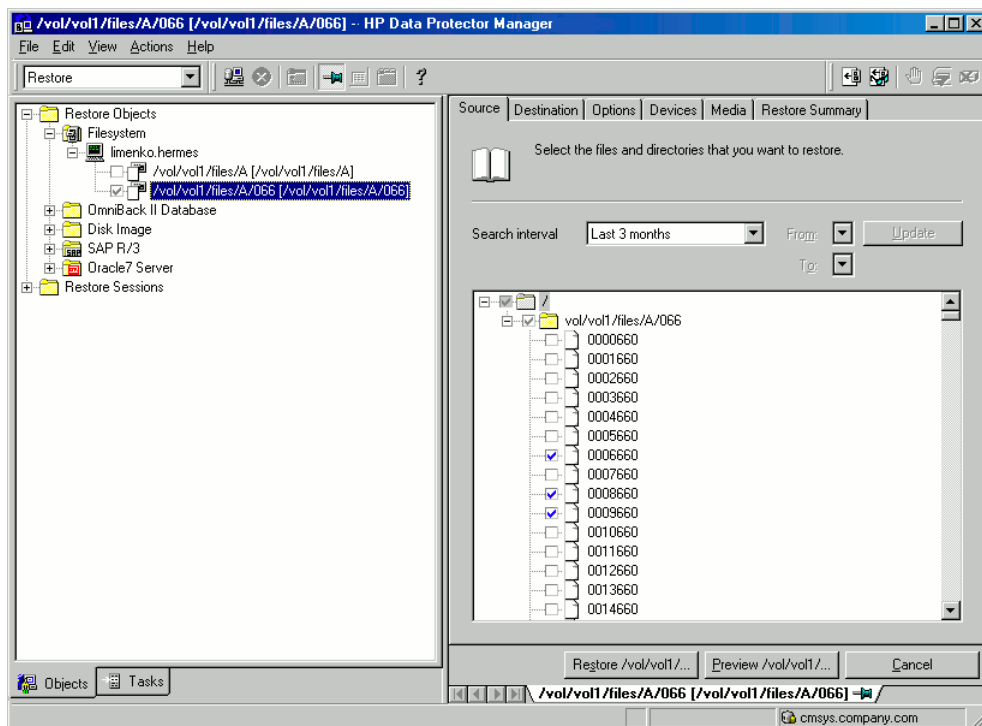 /vol/vol1/files/A/066 [/vol/vol1/files/A/066] -- HP Data Protector Manager
File Edit View Actions Help
Restore
?
Restore Objects
Filesystem
limenko.hermes
/vol/vol1/files/A [/vol/vol1/files/A]
/vol/vol1/files/A/066 [/vol/vol1/files/A/066]
OmniBack II Database
Disk Image
SAP R/3
Oracle7 Server
Restore Sessions
Objects Tasks
Source Destination Options Devices Media Restore Summary
Select the files and directories that you want to restore.
Search interval Last 3 months From: Update
To:
/
vol/vol1/files/A/066
0000660
0001660
0002660
0003660
0004660
0005660
0006660
0007660
0008660
0009660
0010660
0011660
0012660
0013660
0014660
Restore /vol/vol1/... Preview /vol/vol1/... Cancel
/vol/vol1/files/A/066 [/vol/vol1/files/A/066]
cmsys.company.com